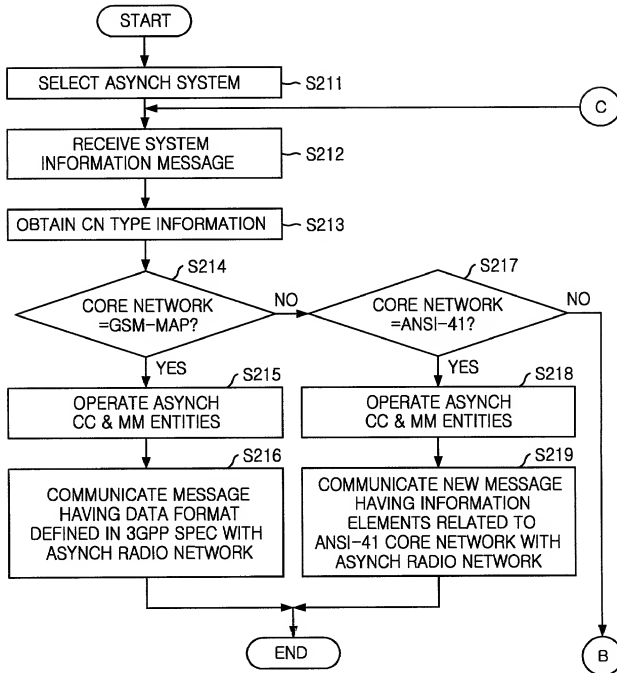 START
SELECT ASYNCH SYSTEM
S211
C
RECEIVE SYSTEM
INFORMATION MESSAGE
S212
OBTAIN CN TYPE INFORMATION
S213
S214
CORE NETWORK
=GSM-MAP?
NO
YES
S217
CORE NETWORK
=ANSI-41?
NO
YES
S215
OPERATE ASYNCH
CC & MM ENTITIES
S218
OPERATE ASYNCH
CC & MM ENTITIES
S216
COMMUNICATE MESSAGE
HAVING DATA FORMAT
DEFINED IN 3GPP SPEC WITH
ASYNCH RADIO NETWORK
S219
COMMUNICATE NEW MESSAGE
HAVING INFORMATION
ELEMENTS RELATED TO
ANSI-41 CORE NETWORK WITH
ASYNCH RADIO NETWORK
END
B